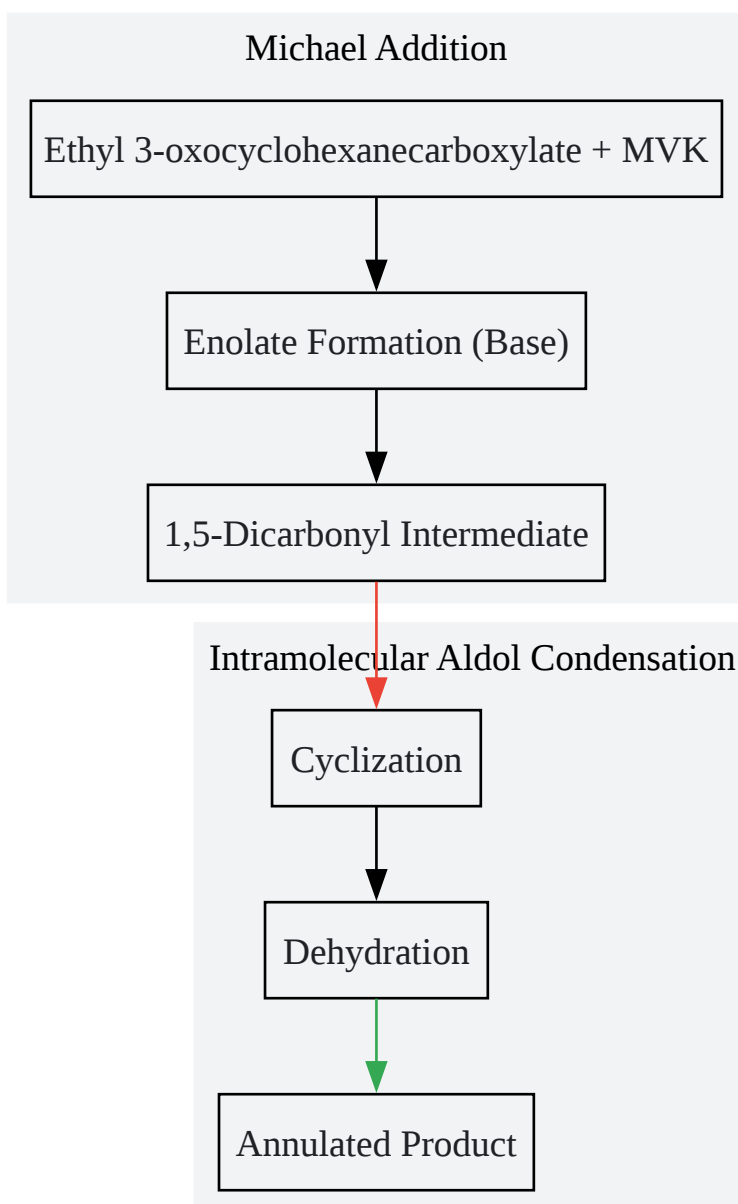 Michael Addition
Ethyl 3-oxocyclohexanecarboxylate + MVK
Enolate Formation (Base)
1,5-Dicarbonyl Intermediate
Intramolecular Aldol Condensation
Cyclization
Dehydration
Annulated Product